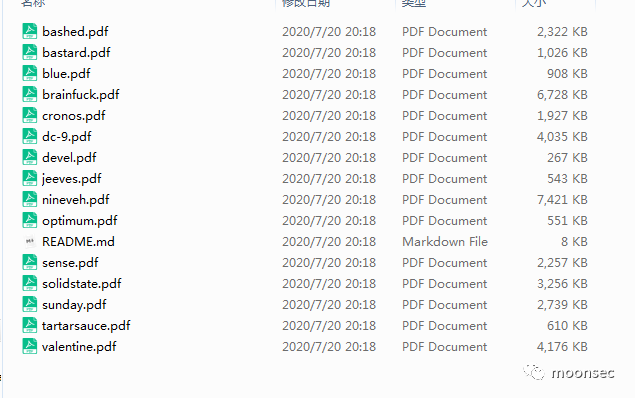 名称 修改日期 类型 大小
bashed.pdf 2020/7/20 20:18 PDF Document 2,322 KB
bastard.pdf 2020/7/20 20:18 PDF Document 1,026 KB
blue.pdf 2020/7/20 20:18 PDF Document 908 KB
brainfuck.pdf 2020/7/20 20:18 PDF Document 6,728 KB
cronos.pdf 2020/7/20 20:18 PDF Document 1,927 KB
dc-9.pdf 2020/7/20 20:18 PDF Document 4,035 KB
devel.pdf 2020/7/20 20:18 PDF Document 267 KB
jeeves.pdf 2020/7/20 20:18 PDF Document 543 KB
nineveh.pdf 2020/7/20 20:18 PDF Document 7,421 KB
optimum.pdf 2020/7/20 20:18 PDF Document 551 KB
README.md 2020/7/20 20:18 Markdown File 8 KB
sense.pdf 2020/7/20 20:18 PDF Document 2,257 KB
solidstate.pdf 2020/7/20 20:18 PDF Document 3,256 KB
sunday.pdf 2020/7/20 20:18 PDF Document 2,739 KB
tartarsauce.pdf 2020/7/20 20:18 PDF Document 610 KB
valentine.pdf 2020/7/20 20:18 PDF Document 4,176 KB
moonsec